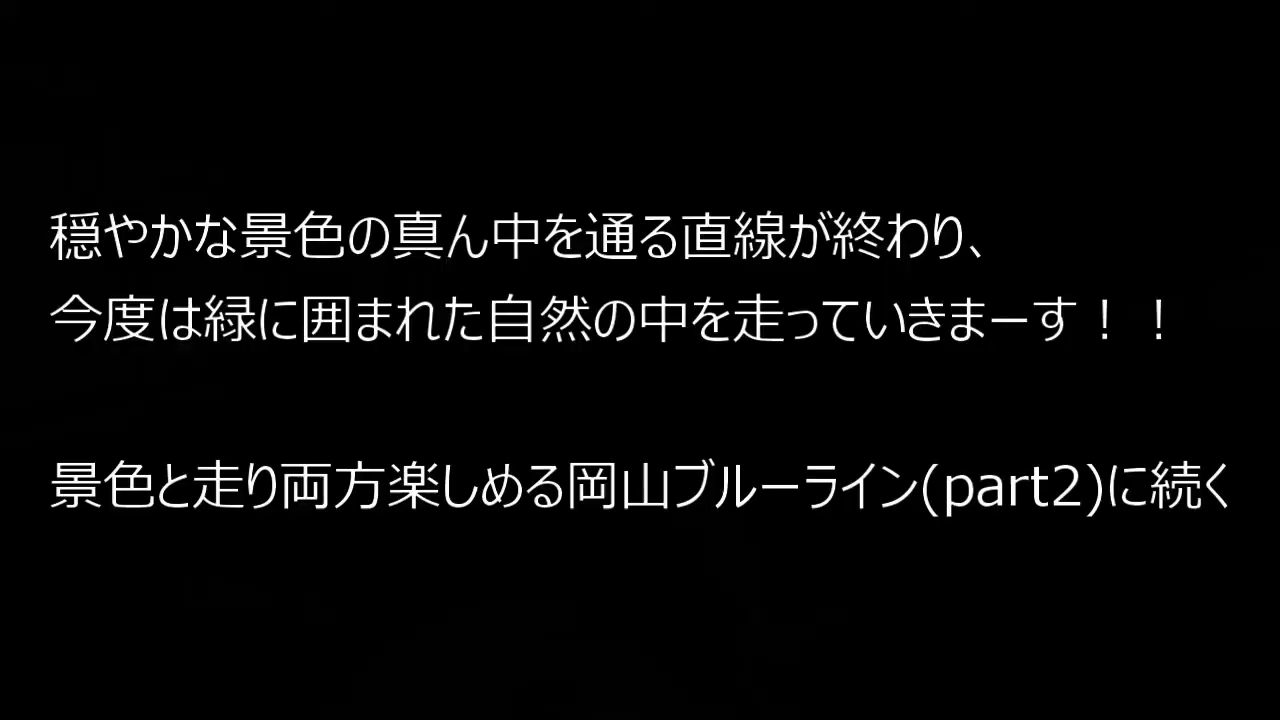 穏やかな景色の真ん中を通る直線が終わり、
今度は緑に囲まれた自然の中を走っていきまーす！！
景色と走り両方楽しめる岡山ブルーライン(part2)に続く